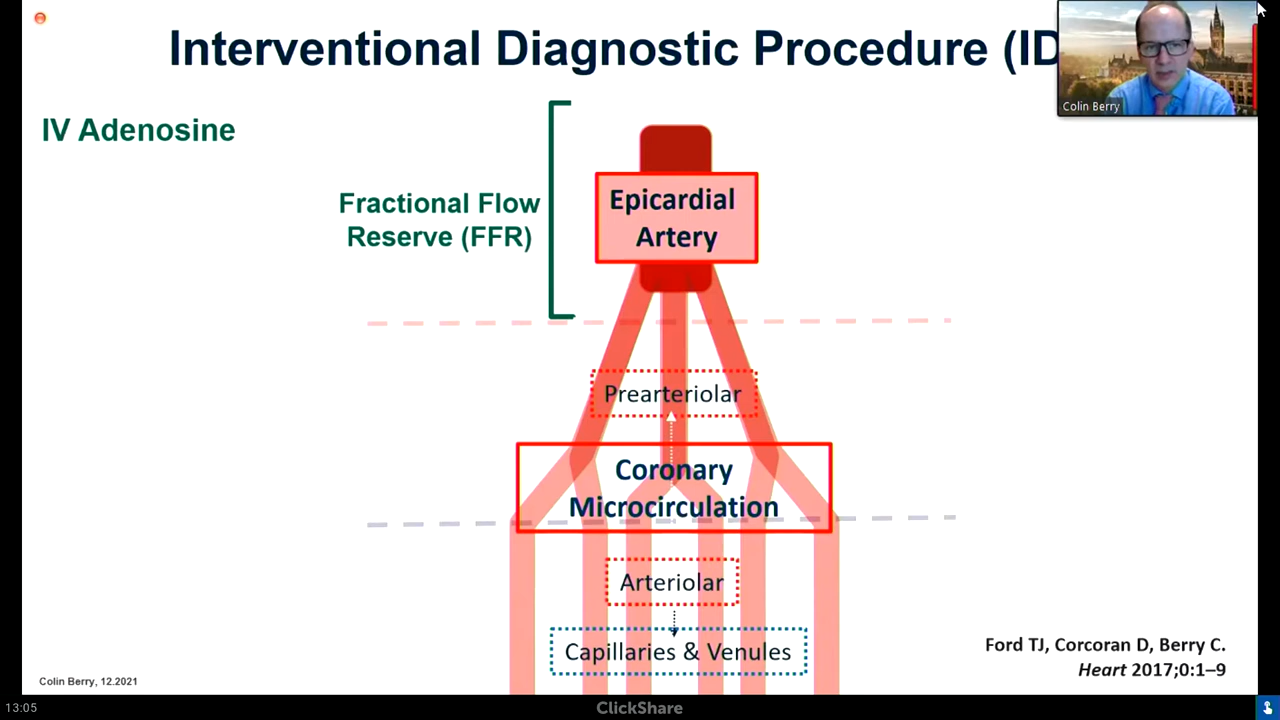 Interventional Diagnostic Procedure (ID
Colin Berry
IV Adenosine
Fractional Flow
Reserve (FFR)
Epicardial
Artery
Prearteriolar
Coronary
Microcirculation
Arteriolar
Capillaries & Venules
Ford TJ, Corcoran D, Berry C.
Heart 2017;0:1–9
Colin Berry, 12.2021
13:05
ClickShare